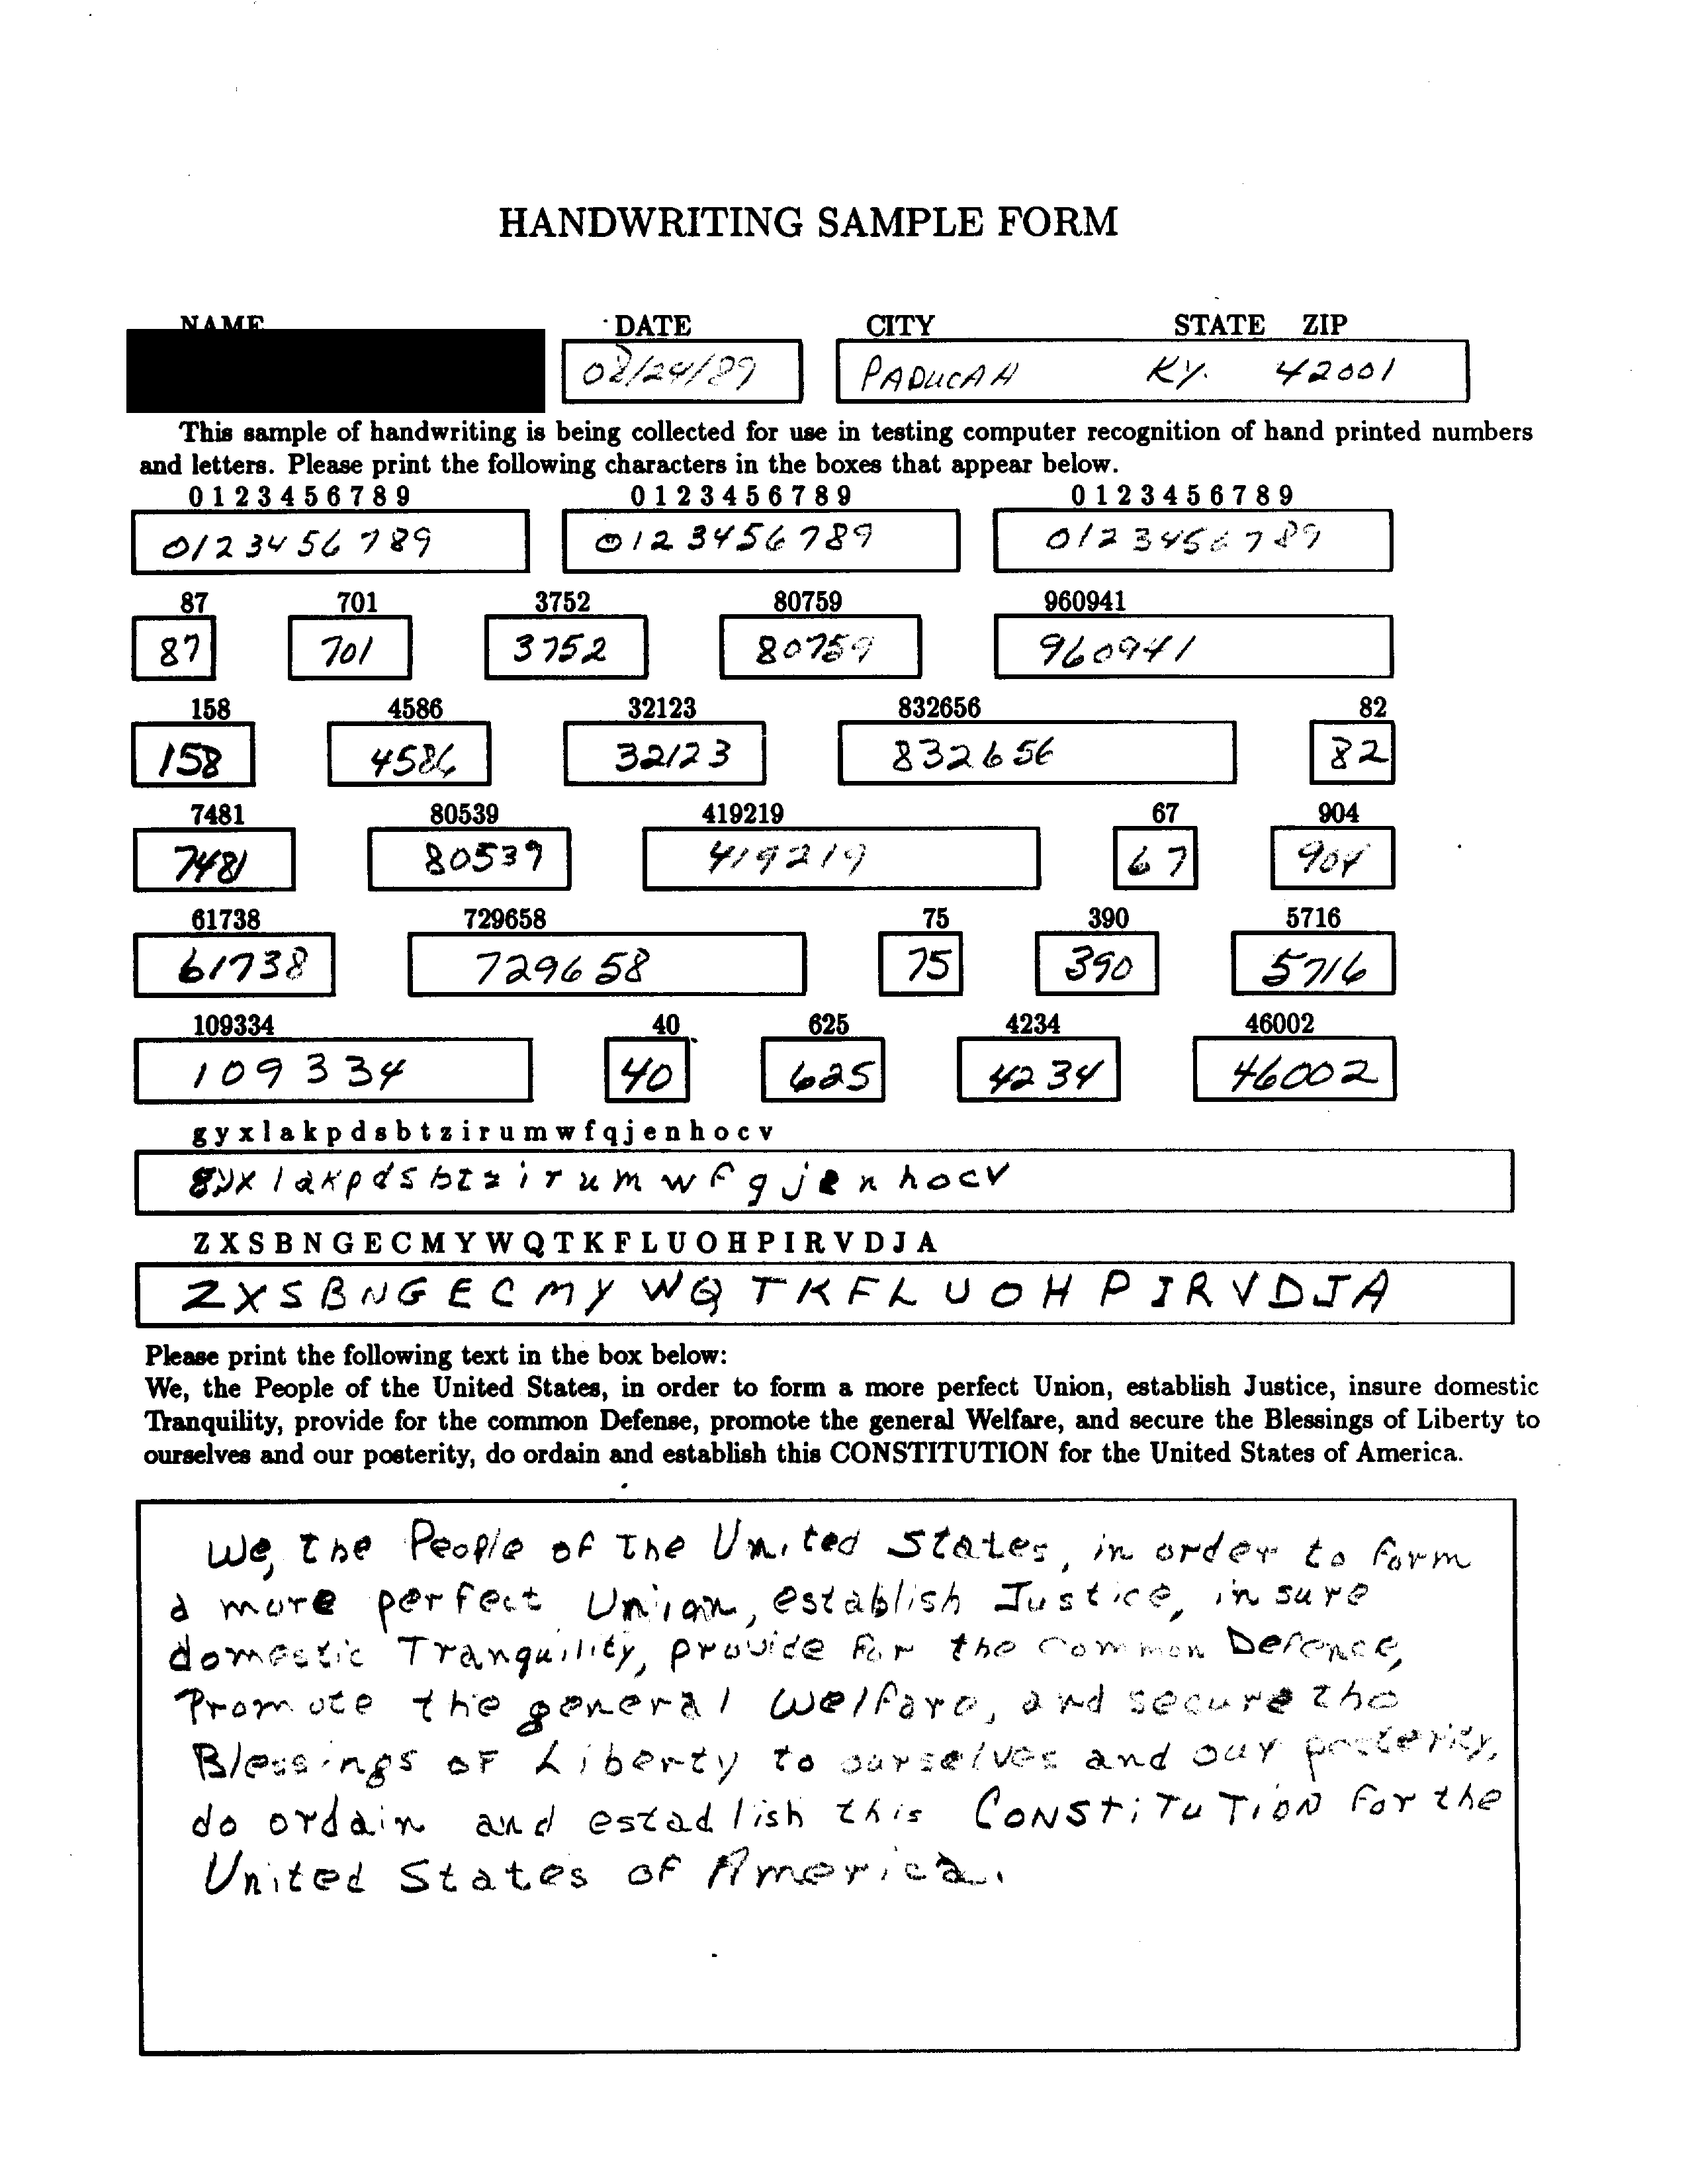 HANDWRITING SAMPLE FORM
NAME DATE CITY STATE ZIP
08/24/89 PADUCAH KY. 42001
This sample of handwriting is being collected for use in testing computer recognition of hand printed numbers
and letters. Please print the following characters in the boxes that appear below.
0 1 2 3 4 5 6 7 8 9 0 1 2 3 4 5 6 7 8 9 0 1 2 3 4 5 6 7 8 9
0123456789 0123456789 0123456789
87 701 3752 80759 960941
87 701 3752 80759 960941
158 4586 32123 832656 82
158 4586 32123 832656 82
7481 80539 419219 67 904
7481 80539 419219 67 904
61738 729658 75 390 5716
61738 729658 75 390 5716
109334 40 625 4234 46002
109334 40 625 4234 46002
g y x l a k p d s b t z i r u m w f q j e n h o c v
g y x l a k p d s b t z i r u m w f q j e n h o c v
Z X S B N G E C M Y W Q T K F L U O H P I R V D J A
Z X S B N G E C M Y W Q T K F L U O H P I R V D J A
Please print the following text in the box below:
We, the People of the United States, in order to form a more perfect Union, establish Justice, insure domestic
Tranquility, provide for the common Defense, promote the general Welfare, and secure the Blessings of Liberty to
ourselves and our posterity, do ordain and establish this CONSTITUTION for the United States of America.
We, the People of the United States, in order to form
a more perfect Union, establish Justice, insure
domestic Tranquility, provide for the common Defence,
Promote the general Welfare, and secure the
Blessings of Liberty to ourselves and our posterity,
do ordain and estadlish this CONSTiTuTiON for the
United States of America.